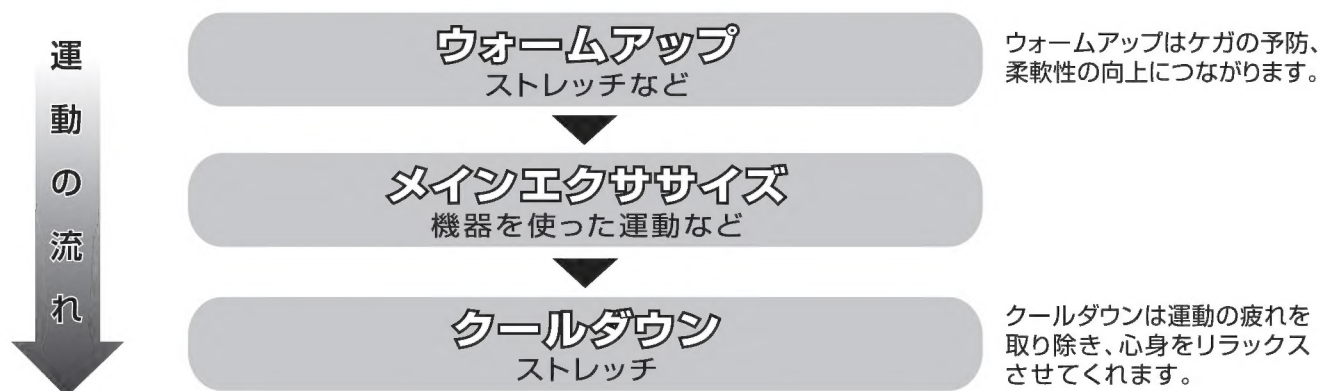 運動の流れ
ウォームアップ
ストレッチなど
ウォームアップはケガの予防、
柔軟性の向上につながります。
メインエクササイズ
機器を使った運動など
クールダウン
ストレッチ
クールダウンは運動の疲れを
取り除き、心身をリラックス
させてくれます。